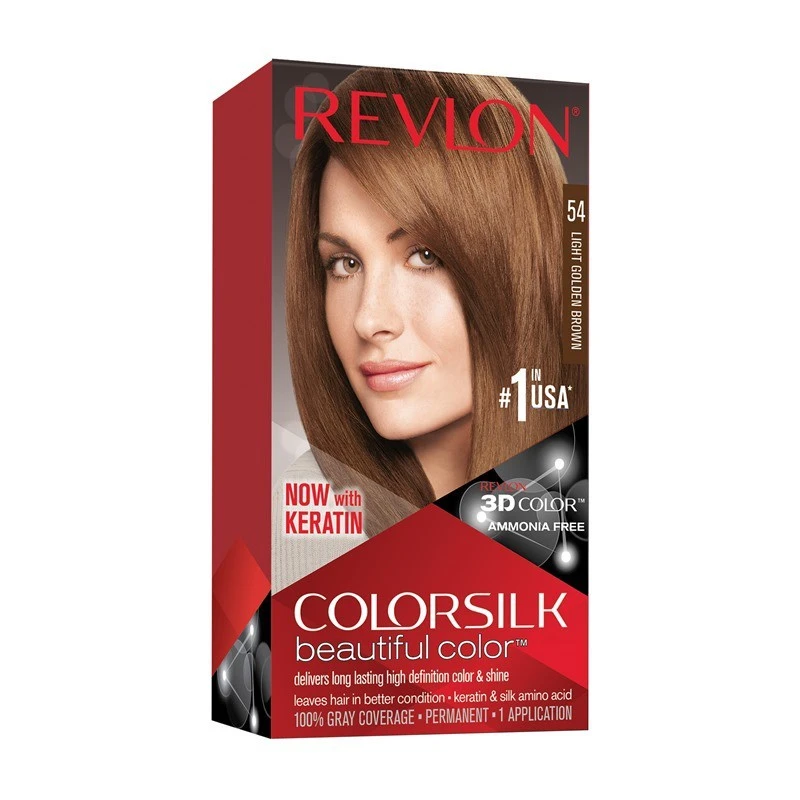 REVLON®
54
LIGHT GOLDEN BROWN
#1 IN USA*
NOW with
KERATIN
REVLON
3D COLOR™
AMMONIA FREE
COLORSILK
beautiful color™
delivers long lasting high definition color & shine
leaves hair in better condition • keratin & silk amino acid
100% GRAY COVERAGE • PERMANENT • 1 APPLICATION